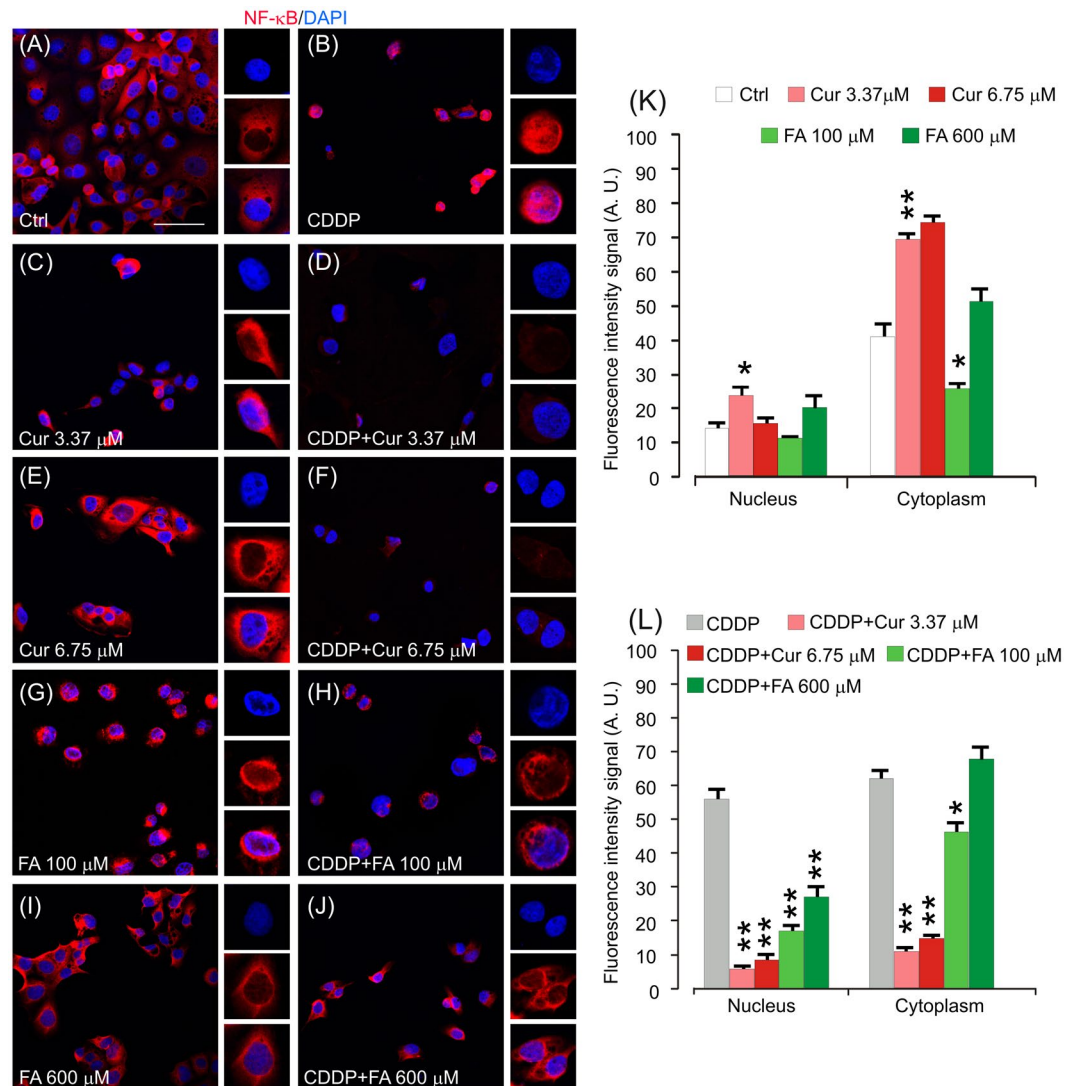 NF-κB/DAPI
(A)
Ctrl
(B)
CDDP
(C)
Cur 3.37 μM
(D)
CDDP+Cur 3.37 μM
(E)
Cur 6.75 μM
(F)
CDDP+Cur 6.75 μM
(G)
FA 100 μM
(H)
CDDP+FA 100 μM
(I)
FA 600 μM
(J)
CDDP+FA 600 μM
(K)
Ctrl Cur 3.37μM Cur 6.75 μM
FA 100 μM FA 600 μM
Fluorescence intensity signal (A. U.)
100
90
80
70
60
50
40
30
20
10
0
*
**
*
Nucleus Cytoplasm
(L)
CDDP CDDP+Cur 3.37 μM
CDDP+Cur 6.75 μM CDDP+FA 100 μM
CDDP+FA 600 μM
Fluorescence intensity signal (A. U.)
100
90
80
70
60
50
40
30
20
10
0
** ** ** ** ** ** *
Nucleus Cytoplasm